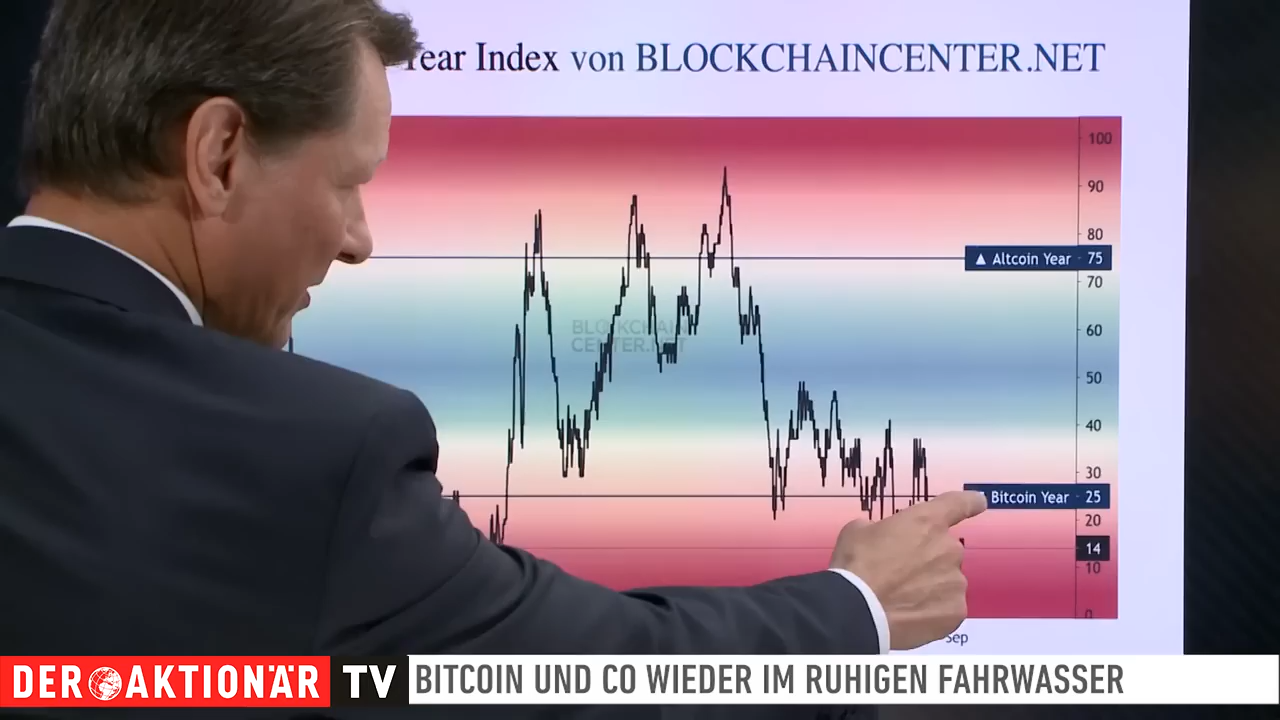 Year Index von BLOCKCHAINCENTER.NET
100
90
80
▲ Altcoin Year 75
70
BLOCKCHAIN
CENTER.NET
60
50
40
30
Bitcoin Year 25
20
14
10
0
Sep
DER AKTIONÄR TV
BITCOIN UND CO WIEDER IM RUHIGEN FAHRWASSER